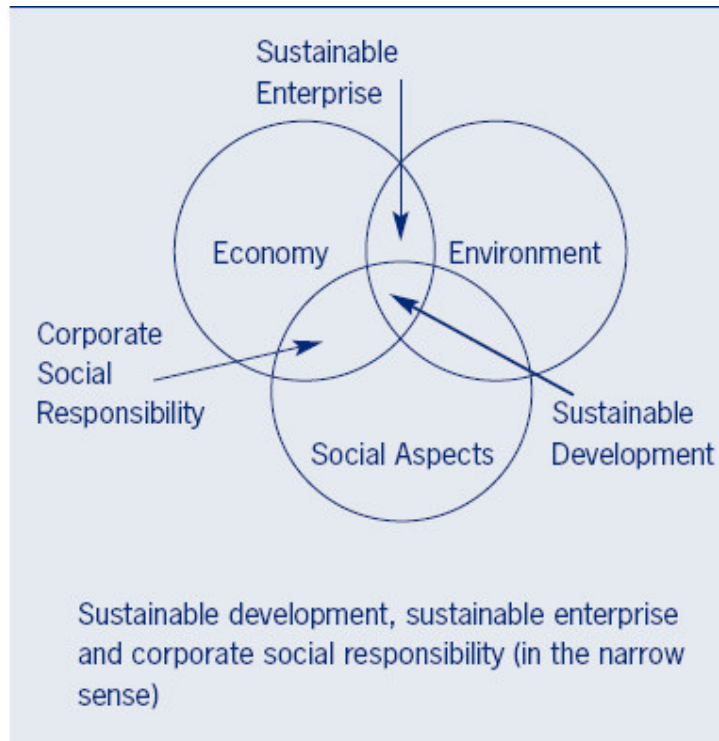 Sustainable
Enterprise
Economy
Environment
Corporate
Social
Responsibility
Sustainable
Development
Social Aspects
Sustainable development, sustainable enterprise
and corporate social responsibility (in the narrow
sense)